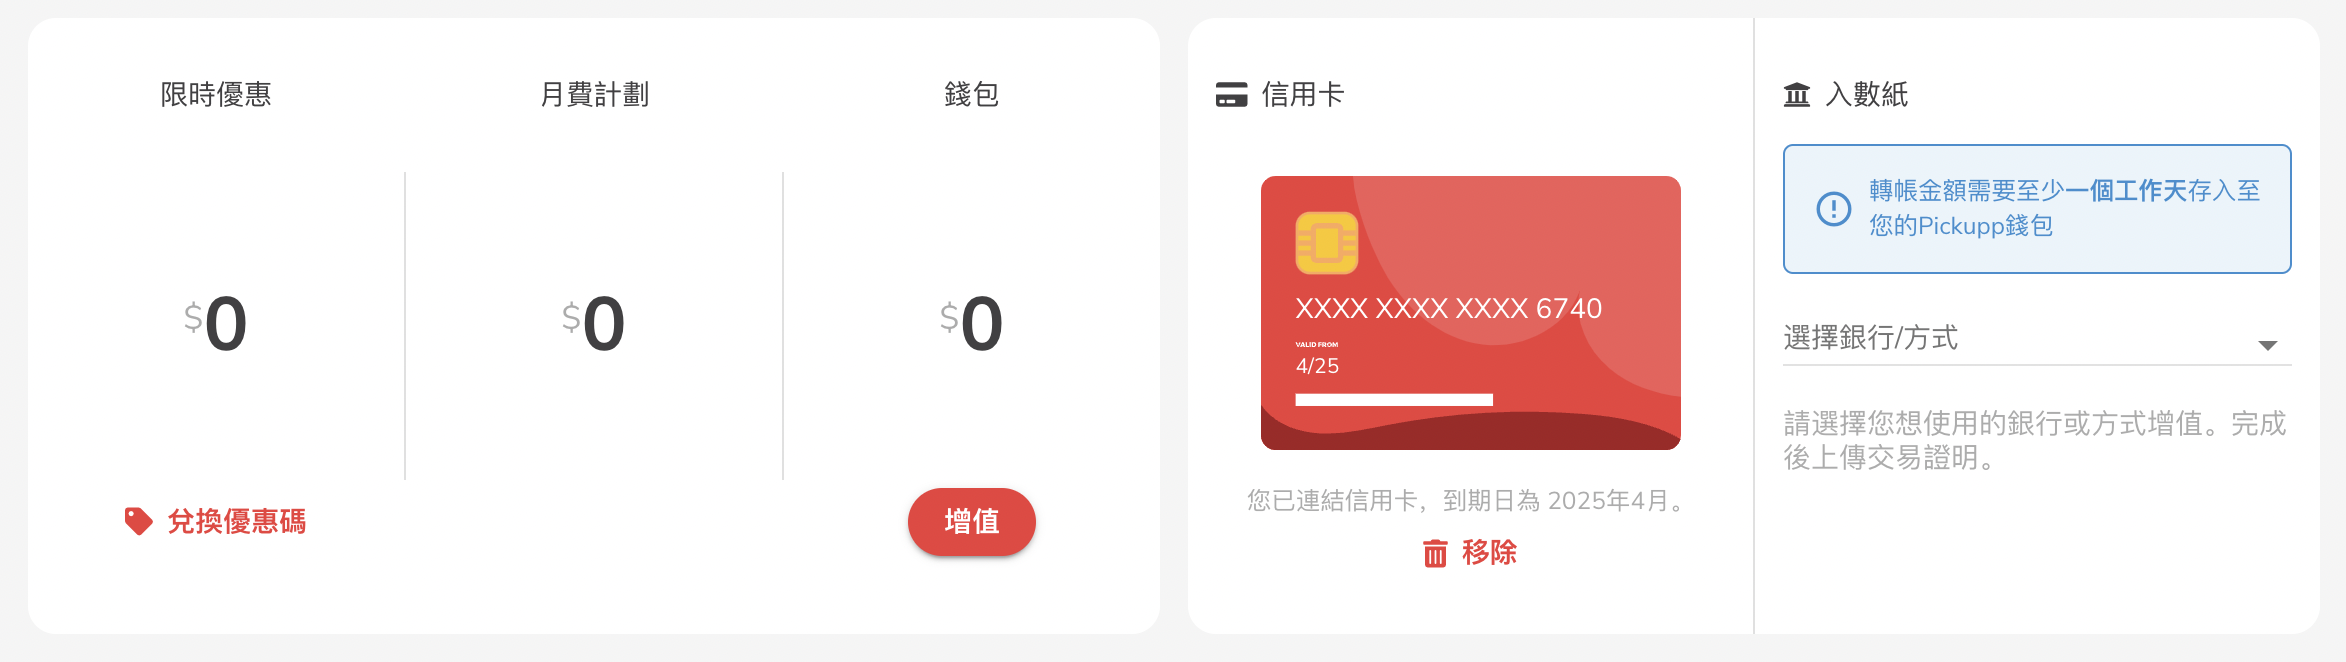 限時優惠
月費計劃
錢包
$0
$0
$0
兌換優惠碼
增值
信用卡
XXXX XXXX XXXX 6740
VALID FROM
4/25
您已連結信用卡，到期日為 2025年4月。
移除
入數紙
轉帳金額需要至少一個工作天存入至
您的Pickupp錢包
選擇銀行/方式
請選擇您想使用的銀行或方式增值。完成
後上傳交易證明。